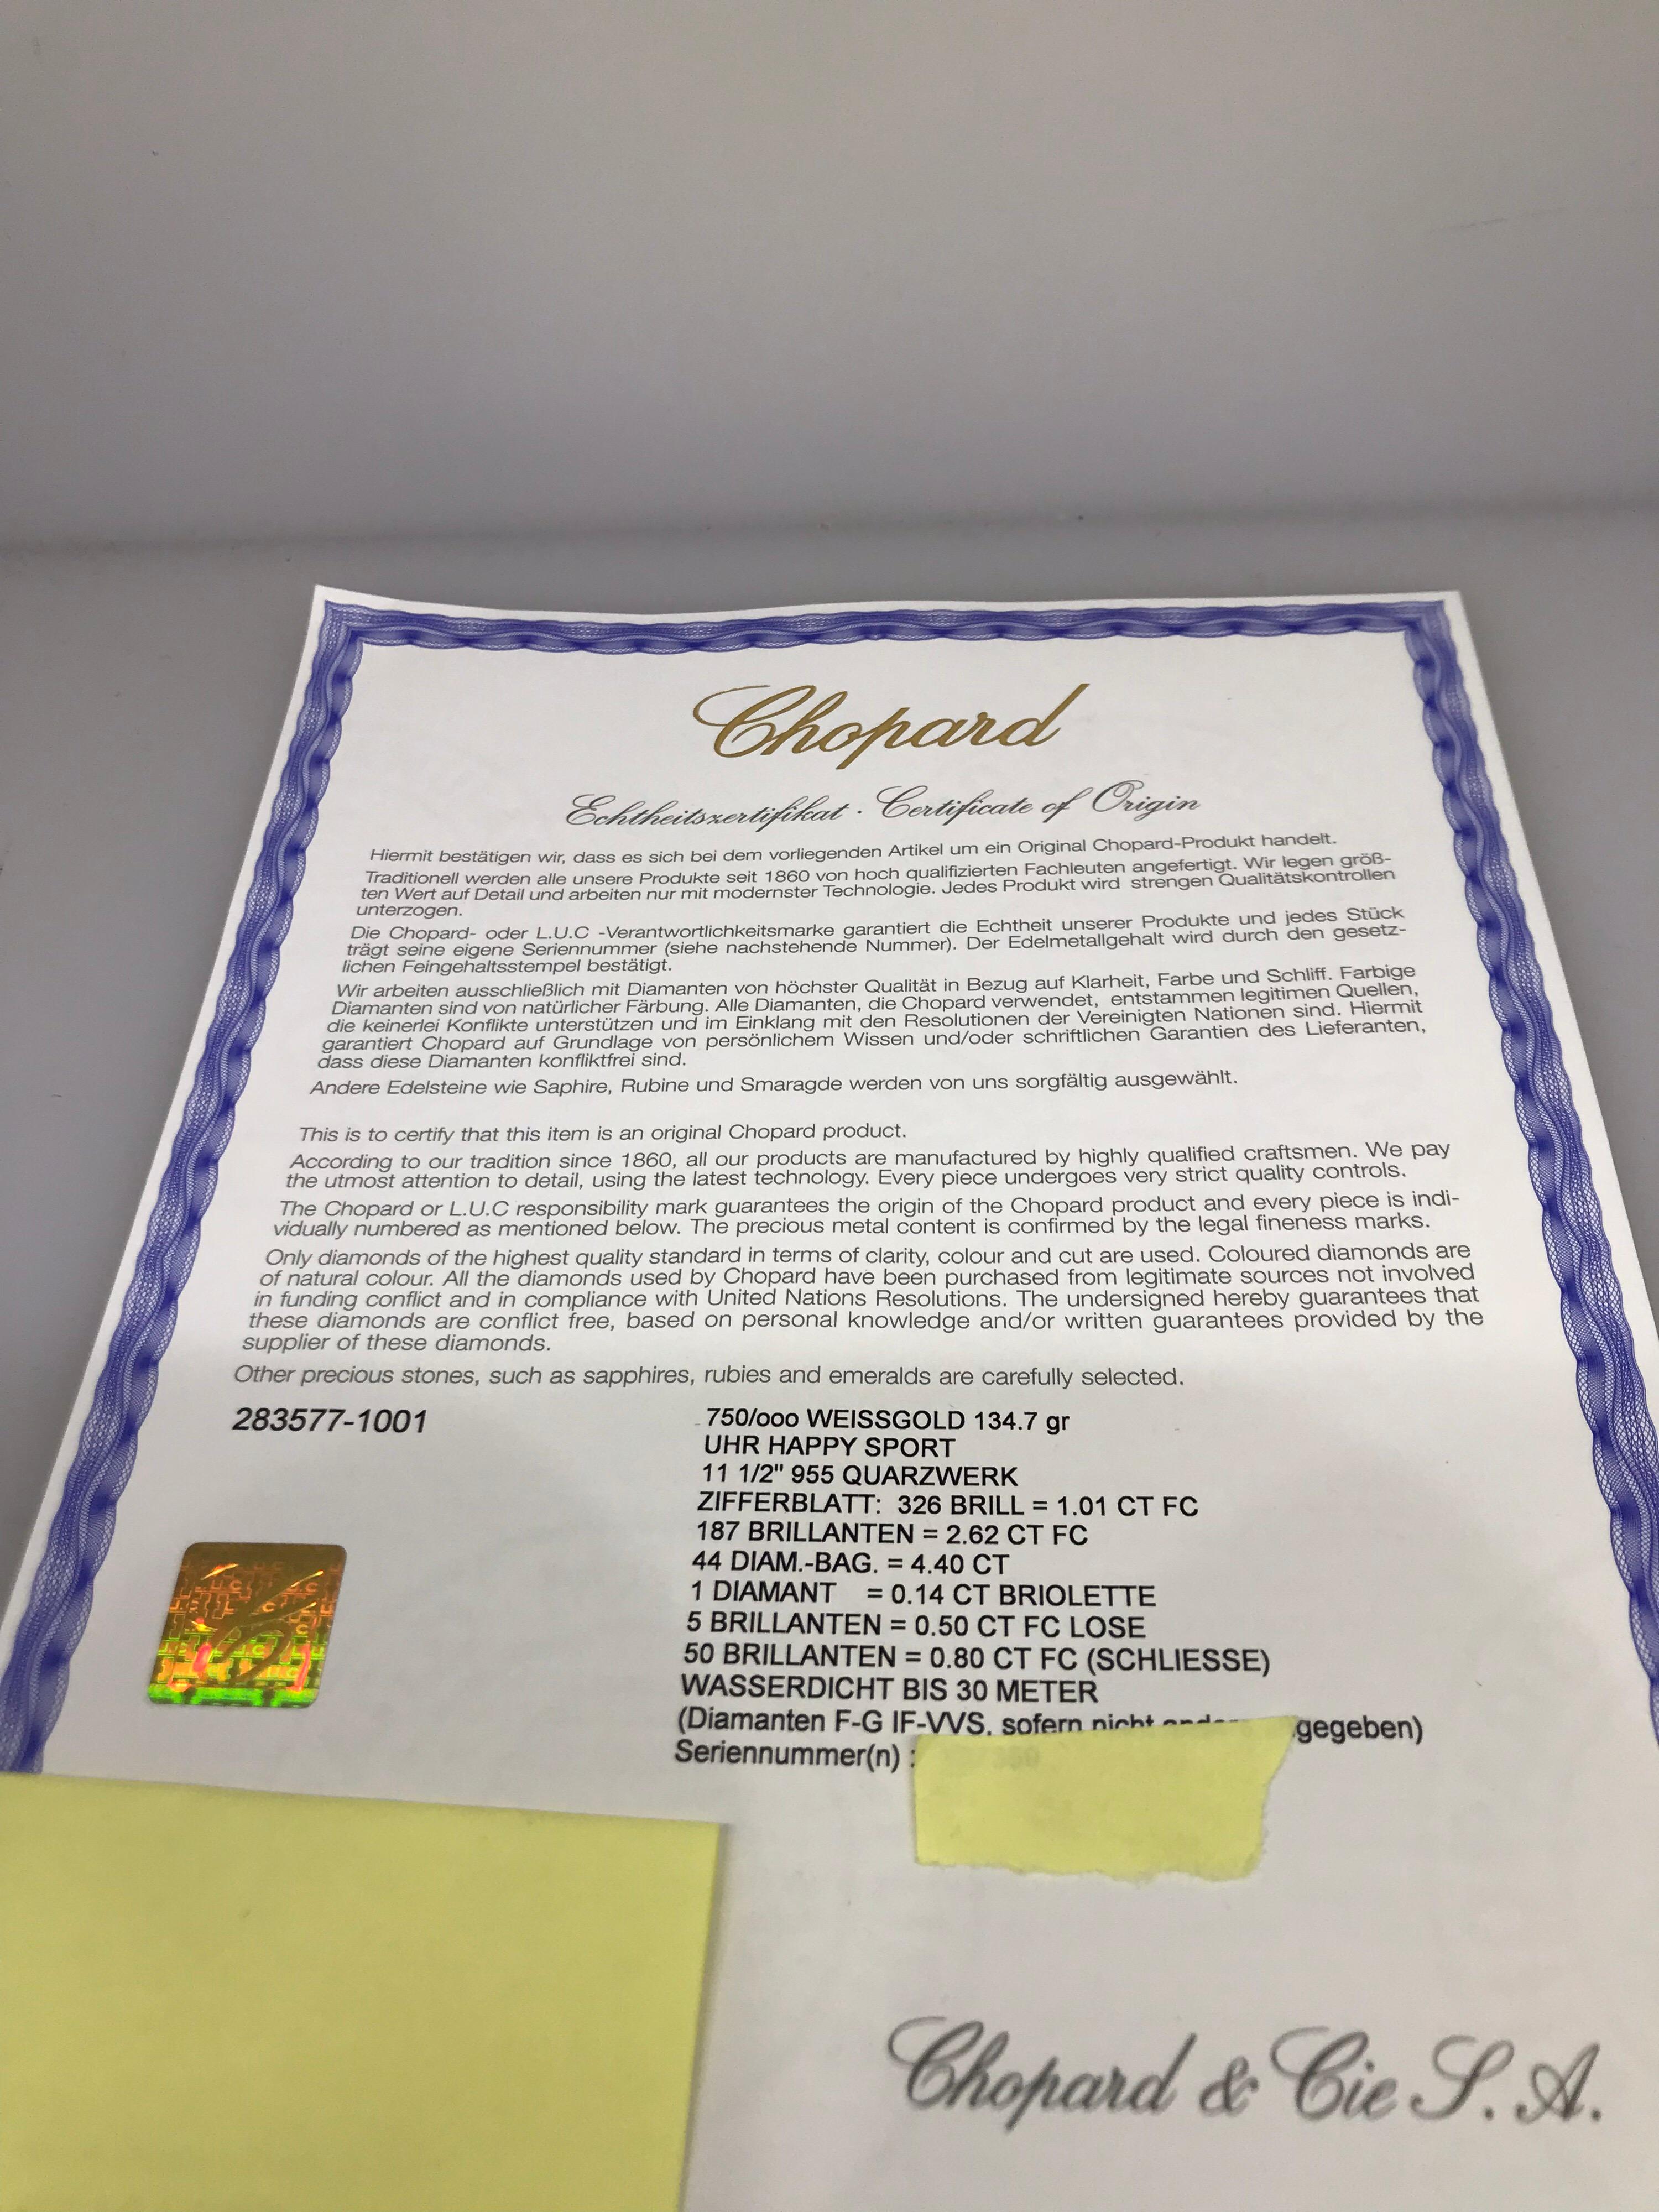 Chopard
Echtheitszertifikat · Certificate of Origin
Hiermit bestätigen wir, dass es sich bei dem vorliegenden Artikel um ein Original Chopard-Produkt handelt.
Traditionell werden alle unsere Produkte seit 1860 von hoch qualifizierten Fachleuten angefertigt. Wir legen größ-
ten Wert auf Detail und arbeiten nur mit modernster Technologie. Jedes Produkt wird strengen Qualitätskontrollen
unterzogen.
Die Chopard- oder L.U.C -Verantwortlichkeitsmarke garantiert die Echtheit unserer Produkte und jedes Stück
trägt seine eigene Seriennummer (siehe nachstehende Nummer). Der Edelmetallgehalt wird durch den gesetz-
lichen Feingehaltsstempel bestätigt.
Wir arbeiten ausschließlich mit Diamanten von höchster Qualität in Bezug auf Klarheit, Farbe und Schliff. Farbige
Diamanten sind von natürlicher Färbung. Alle Diamanten, die Chopard verwendet, entstammen legitimen Quellen,
die keinerlei Konflikte unterstützen und im Einklang mit den Resolutionen der Vereinigten Nationen sind. Hiermit
garantiert Chopard auf Grundlage von persönlichem Wissen und/oder schriftlichen Garantien des Lieferanten,
dass diese Diamanten konfliktfrei sind.
Andere Edelsteine wie Saphire, Rubine und Smaragde werden von uns sorgfältig ausgewählt.
This is to certify that this item is an original Chopard product.
According to our tradition since 1860, all our products are manufactured by highly qualified craftsmen. We pay
the utmost attention to detail, using the latest technology. Every piece undergoes very strict quality controls.
The Chopard or L.U.C responsibility mark guarantees the origin of the Chopard product and every piece is indi-
vidually numbered as mentioned below. The precious metal content is confirmed by the legal fineness marks.
Only diamonds of the highest quality standard in terms of clarity, colour and cut are used. Coloured diamonds are
of natural colour. All the diamonds used by Chopard have been purchased from legitimate sources not involved
in funding conflict and in compliance with United Nations Resolutions. The undersigned hereby guarantees that
these diamonds are conflict free, based on personal knowledge and/or written guarantees provided by the
supplier of these diamonds.
Other precious stones, such as sapphires, rubies and emeralds are carefully selected.
283577-1001
750/ooo WEISSGOLD 134.7 gr
UHR HAPPY SPORT
11 1/2" 955 QUARZWERK
ZIFFERBLATT: 326 BRILL = 1.01 CT FC
187 BRILLANTEN = 2.62 CT FC
44 DIAM.-BAG. = 4.40 CT
1 DIAMANT = 0.14 CT BRIOLETTE
5 BRILLANTEN = 0.50 CT FC LOSE
50 BRILLANTEN = 0.80 CT FC (SCHLIESSE)
WASSERDICHT BIS 30 METER
(Diamanten F-G IF-VVS, sofern nicht gegeben)
Seriennummer(n) :
Chopard & Cie S.A.